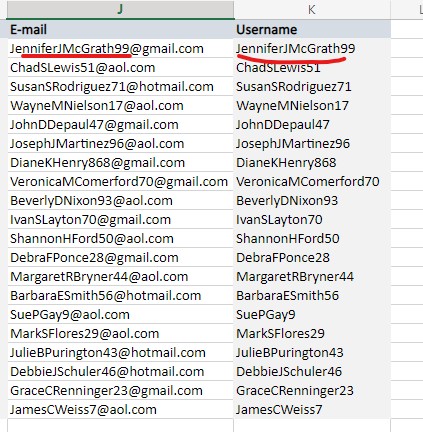 J K
E-mail Username
JenniferJMcGrath99@gmail.com JenniferJMcGrath99
ChadSLewis51@aol.com ChadSLewis51
SusanSRodriguez71@hotmail.com SusanSRodriguez71
WayneMNielson17@aol.com WayneMNielson17
JohnDDepaul47@gmail.com JohnDDepaul47
JosephJMartinez96@aol.com JosephJMartinez96
DianeKHenry868@gmail.com DianeKHenry868
VeronicaMComerford70@gmail.com VeronicaMComerford70
BeverlyDNixon93@aol.com BeverlyDNixon93
IvanSLayton70@gmail.com IvanSLayton70
ShannonHFord50@aol.com ShannonHFord50
DebraFPonce28@gmail.com DebraFPonce28
MargaretRBryner44@aol.com MargaretRBryner44
BarbaraESmith56@hotmail.com BarbaraESmith56
SuePGay9@aol.com SuePGay9
MarkSFlores29@aol.com MarkSFlores29
JulieBPurington43@hotmail.com JulieBPurington43
DebbieJSchuler46@hotmail.com DebbieJSchuler46
GraceCRenninger23@gmail.com GraceCRenninger23
JamesCWeiss7@aol.com JamesCWeiss7